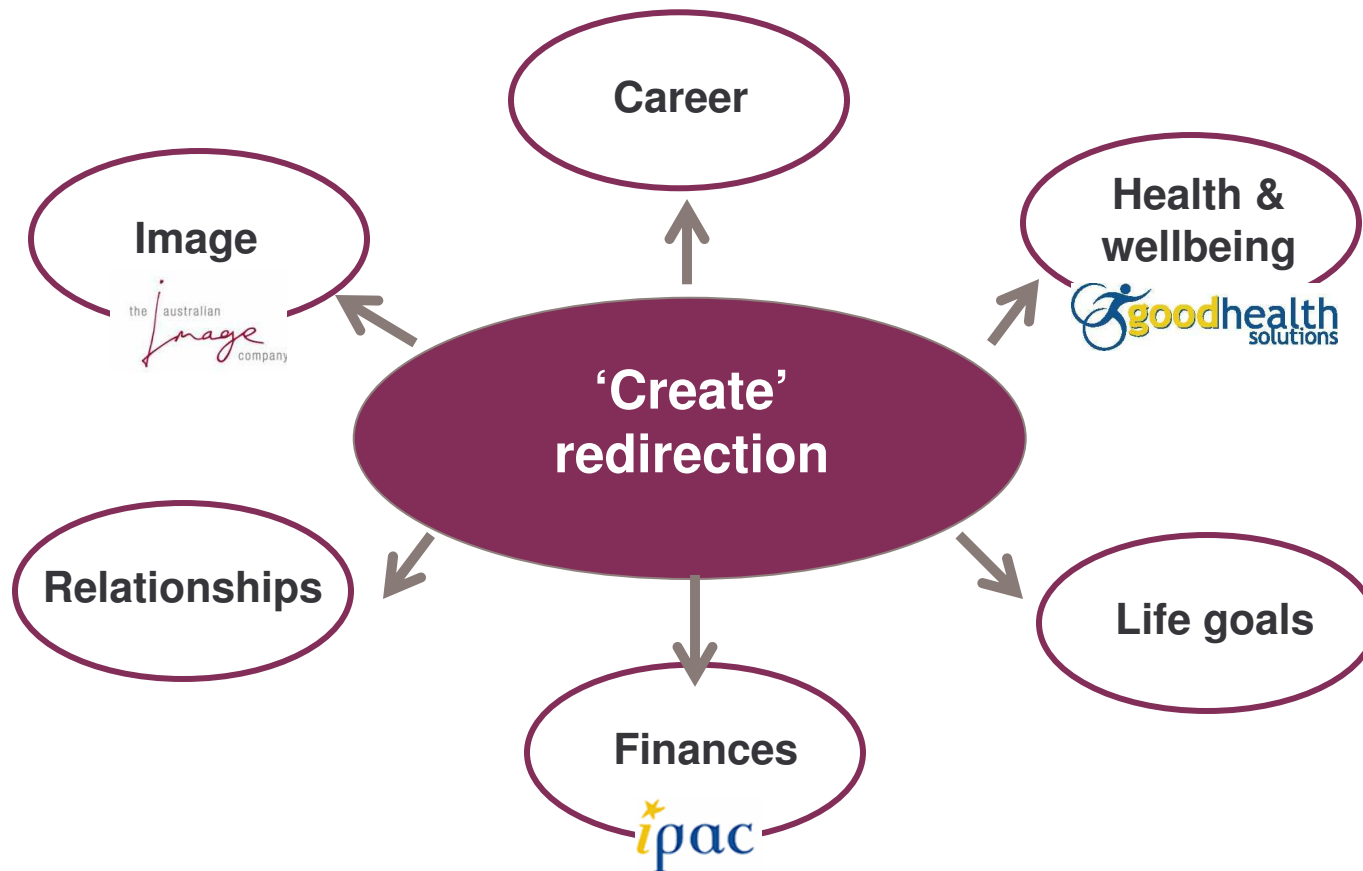 Career
Image
the australian
image
company
Health &
wellbeing
goodhealth
solutions
‘Create’
redirection
Relationships
Life goals
Finances
ipac